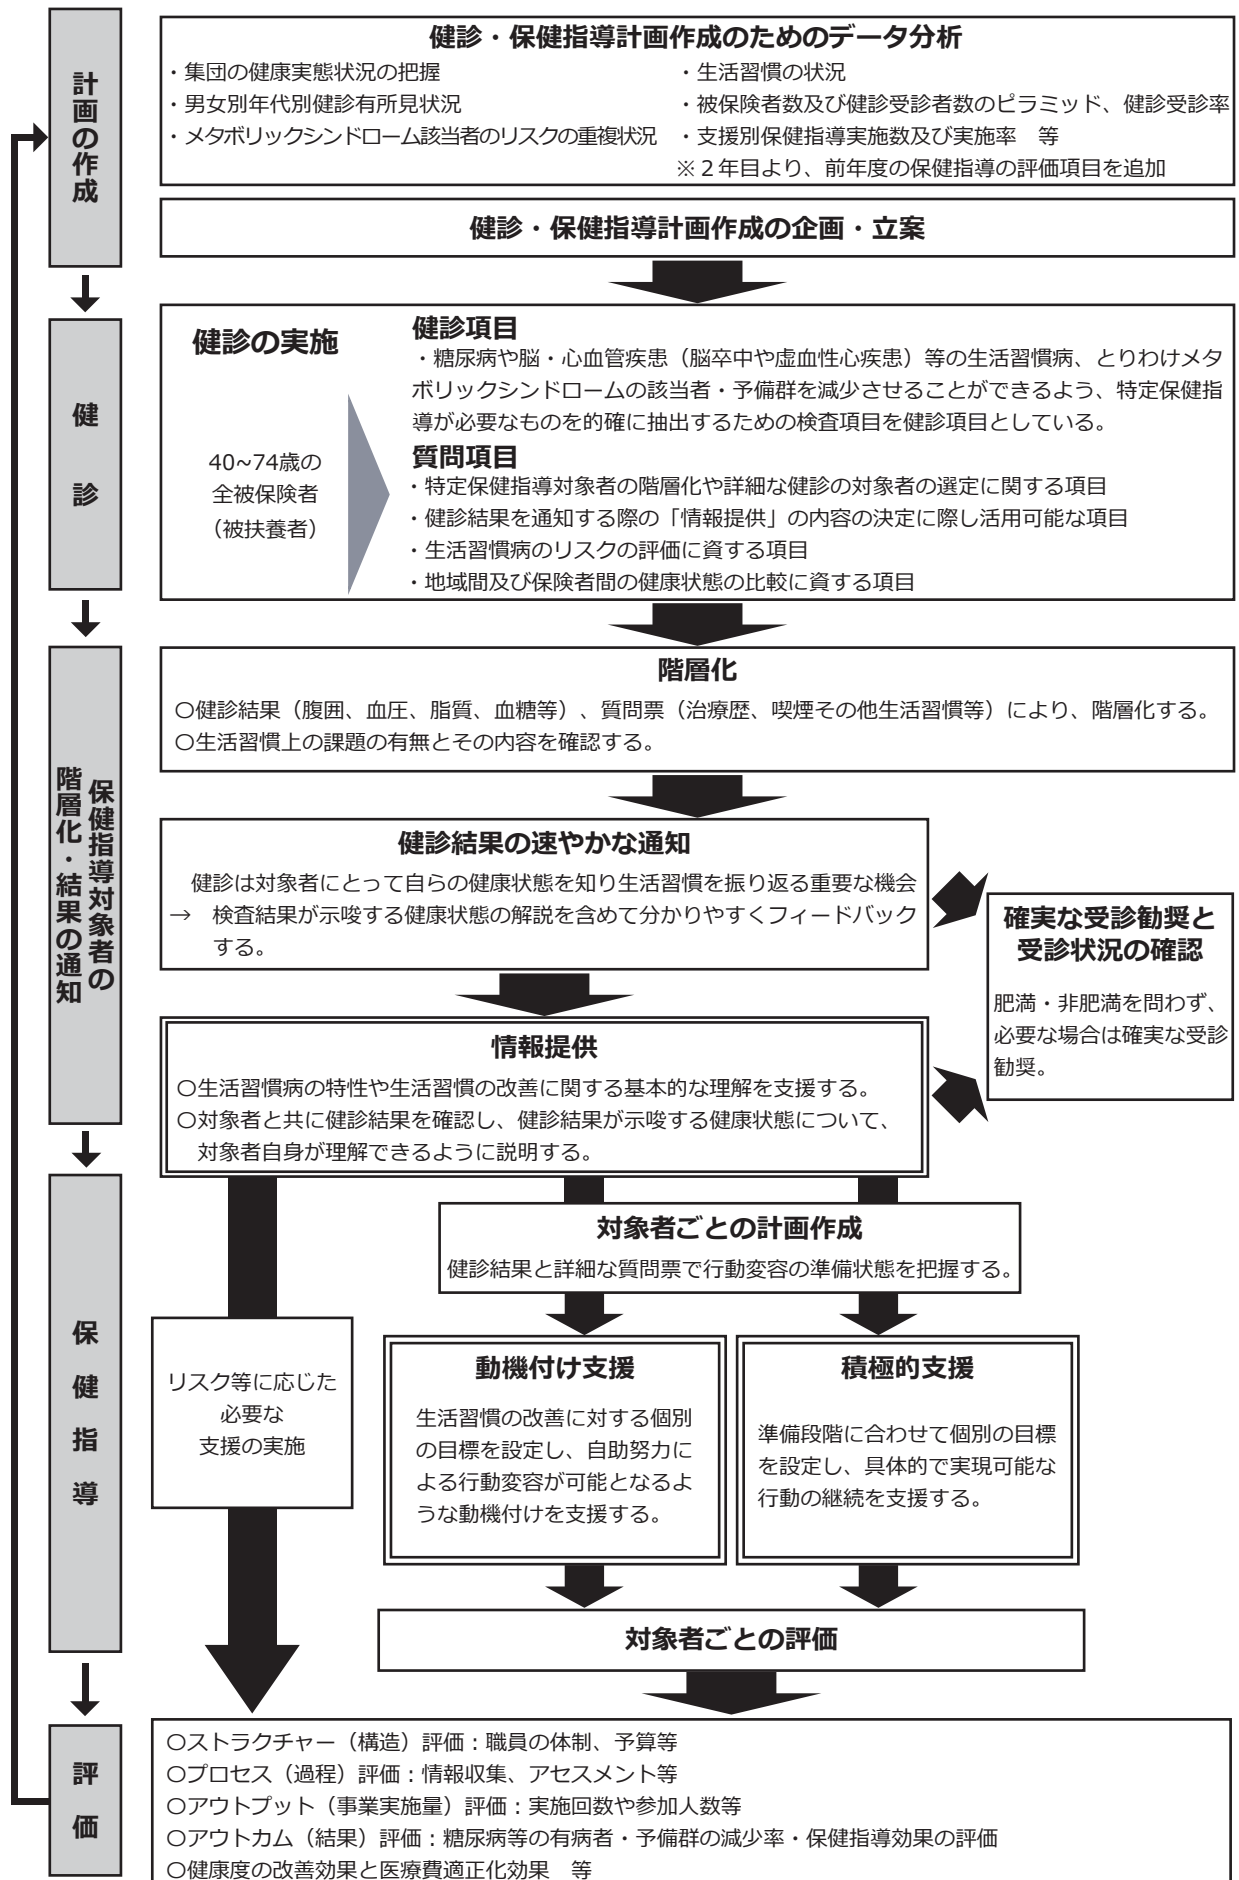 計画の作成
健診・保健指導計画作成のためのデータ分析
・集団の健康実態状況の把握
・男女別年代別健診有所見状況
・メタボリックシンドローム該当者のリスクの重複状況
・生活習慣の状況
・被保険者数及び健診受診者数のピラミッド、健診受診率
・支援別保健指導実施数及び実施率　等
※２年目より、前年度の保健指導の評価項目を追加
健診・保健指導計画作成の企画・立案
健診
健診の実施
40~74歳の
全被保険者
（被扶養者）
健診項目
・糖尿病や脳・心血管疾患（脳卒中や虚血性心疾患）等の生活習慣病、とりわけメタ
ボリックシンドロームの該当者・予備群を減少させることができるよう、特定保健指
導が必要なものを的確に抽出するための検査項目を健診項目としている。
質問項目
・特定保健指導対象者の階層化や詳細な健診の対象者の選定に関する項目
・健診結果を通知する際の「情報提供」の内容の決定に際し活用可能な項目
・生活習慣病のリスクの評価に資する項目
・地域間及び保険者間の健康状態の比較に資する項目
保健指導対象者の
階層化・結果の通知
階層化
○健診結果（腹囲、血圧、脂質、血糖等）、質問票（治療歴、喫煙その他生活習慣等）により、階層化する。
○生活習慣上の課題の有無とその内容を確認する。
健診結果の速やかな通知
健診は対象者にとって自らの健康状態を知り生活習慣を振り返る重要な機会
→　検査結果が示唆する健康状態の解説を含めて分かりやすくフィードバック
する。
確実な受診勧奨と
受診状況の確認
肥満・非肥満を問わず、
必要な場合は確実な受診
勧奨。
情報提供
○生活習慣病の特性や生活習慣の改善に関する基本的な理解を支援する。
○対象者と共に健診結果を確認し、健診結果が示唆する健康状態について、
対象者自身が理解できるように説明する。
保健指導
対象者ごとの計画作成
健診結果と詳細な質問票で行動変容の準備状態を把握する。
リスク等に応じた
必要な
支援の実施
動機付け支援
生活習慣の改善に対する個別
の目標を設定し、自助努力に
よる行動変容が可能となるよ
うな動機付けを支援する。
積極的支援
準備段階に合わせて個別の目標
を設定し、具体的で実現可能な
行動の継続を支援する。
対象者ごとの評価
評価
○ストラクチャー（構造）評価：職員の体制、予算等
○プロセス（過程）評価：情報収集、アセスメント等
○アウトプット（事業実施量）評価：実施回数や参加人数等
○アウトカム（結果）評価：糖尿病等の有病者・予備群の減少率・保健指導効果の評価
○健康度の改善効果と医療費適正化効果　等